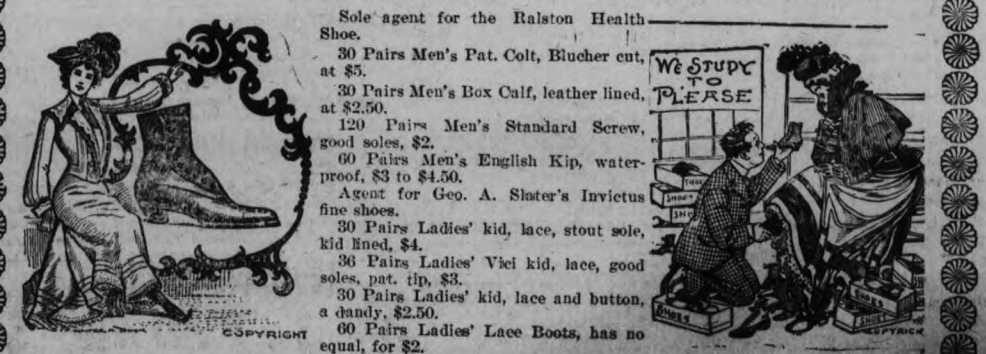 Sole agent for the Ralston Health
Shoe.
30 Pairs Men's Pat. Colt, Blucher cut,
at $5.
30 Pairs Men's Box Calf, leather lined,
at $2.50.
120 Pairs Men's Standard Screw,
good soles, $2.
60 Pairs Men's English Kip, water-
proof, $3 to $4.50.
Agent for Geo. A. Slater's Invictus
fine shoes.
30 Pairs Ladies' kid, lace, stout sole,
kid lined, $4.
36 Pairs Ladies' Vici kid, lace, good
soles, pat. tip, $3.
30 Pairs Ladies' kid, lace and button,
a dandy, $2.50.
60 Pairs Ladies' Lace Boots, has no
equal, for $2.
COPYRIGHT
WE STUDY
TO
PLEASE
SHOES
SHOES
SHOES
COPYRIGH